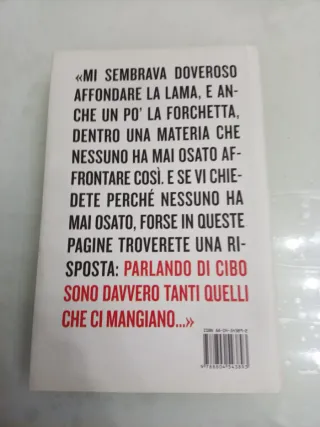 «MI SEMBRAVA DOVEROSO
AFFONDARE LA LAMA, E AN-
CHE UN PO' LA FORCHETTA,
DENTRO UNA MATERIA CHE
NESSUNO HA MAI OSATO AF-
FRONTARE COSÌ. E SE VI CHIE-
DETE PERCHÉ NESSUNO HA
MAI OSATO, FORSE IN QUESTE
PAGINE TROVERETE UNA RI-
SPOSTA: PARLANDO DI CIBO
SONO DAVVERO TANTI QUELLI
CHE CI MANGIANO...»